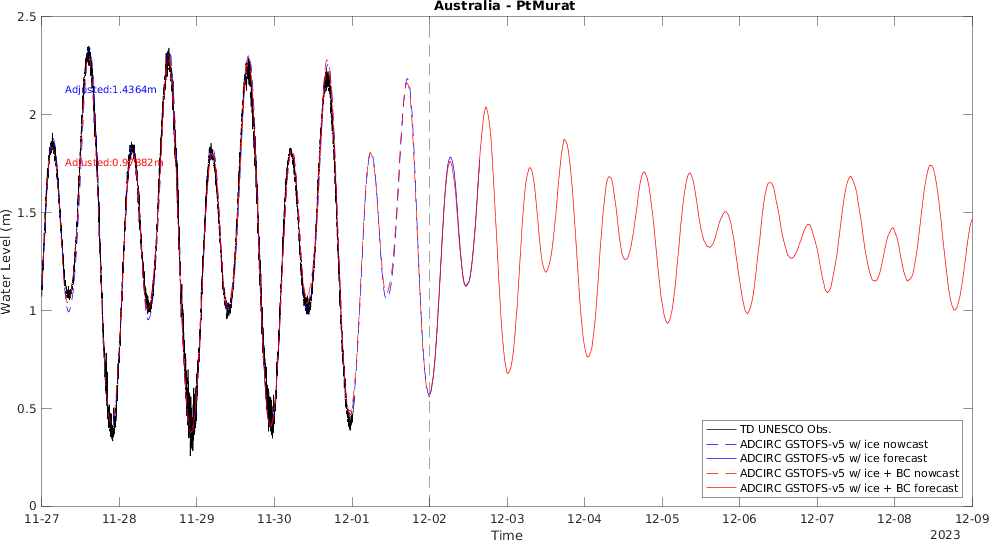 Australia - PtMurat
2.5
2
1.5
1
0.5
0
Water Level (m)
Adjusted:1.4364m
Adjusted:0.97882m
11-27 11-28 11-29 11-30 12-01 12-02 12-03 12-04 12-05 12-06 12-07 12-08 12-09
Time
2023
TD UNESCO Obs.
ADCIRC GSTOFS-v5 w/ ice nowcast
ADCIRC GSTOFS-v5 w/ ice forecast
ADCIRC GSTOFS-v5 w/ ice + BC nowcast
ADCIRC GSTOFS-v5 w/ ice + BC forecast